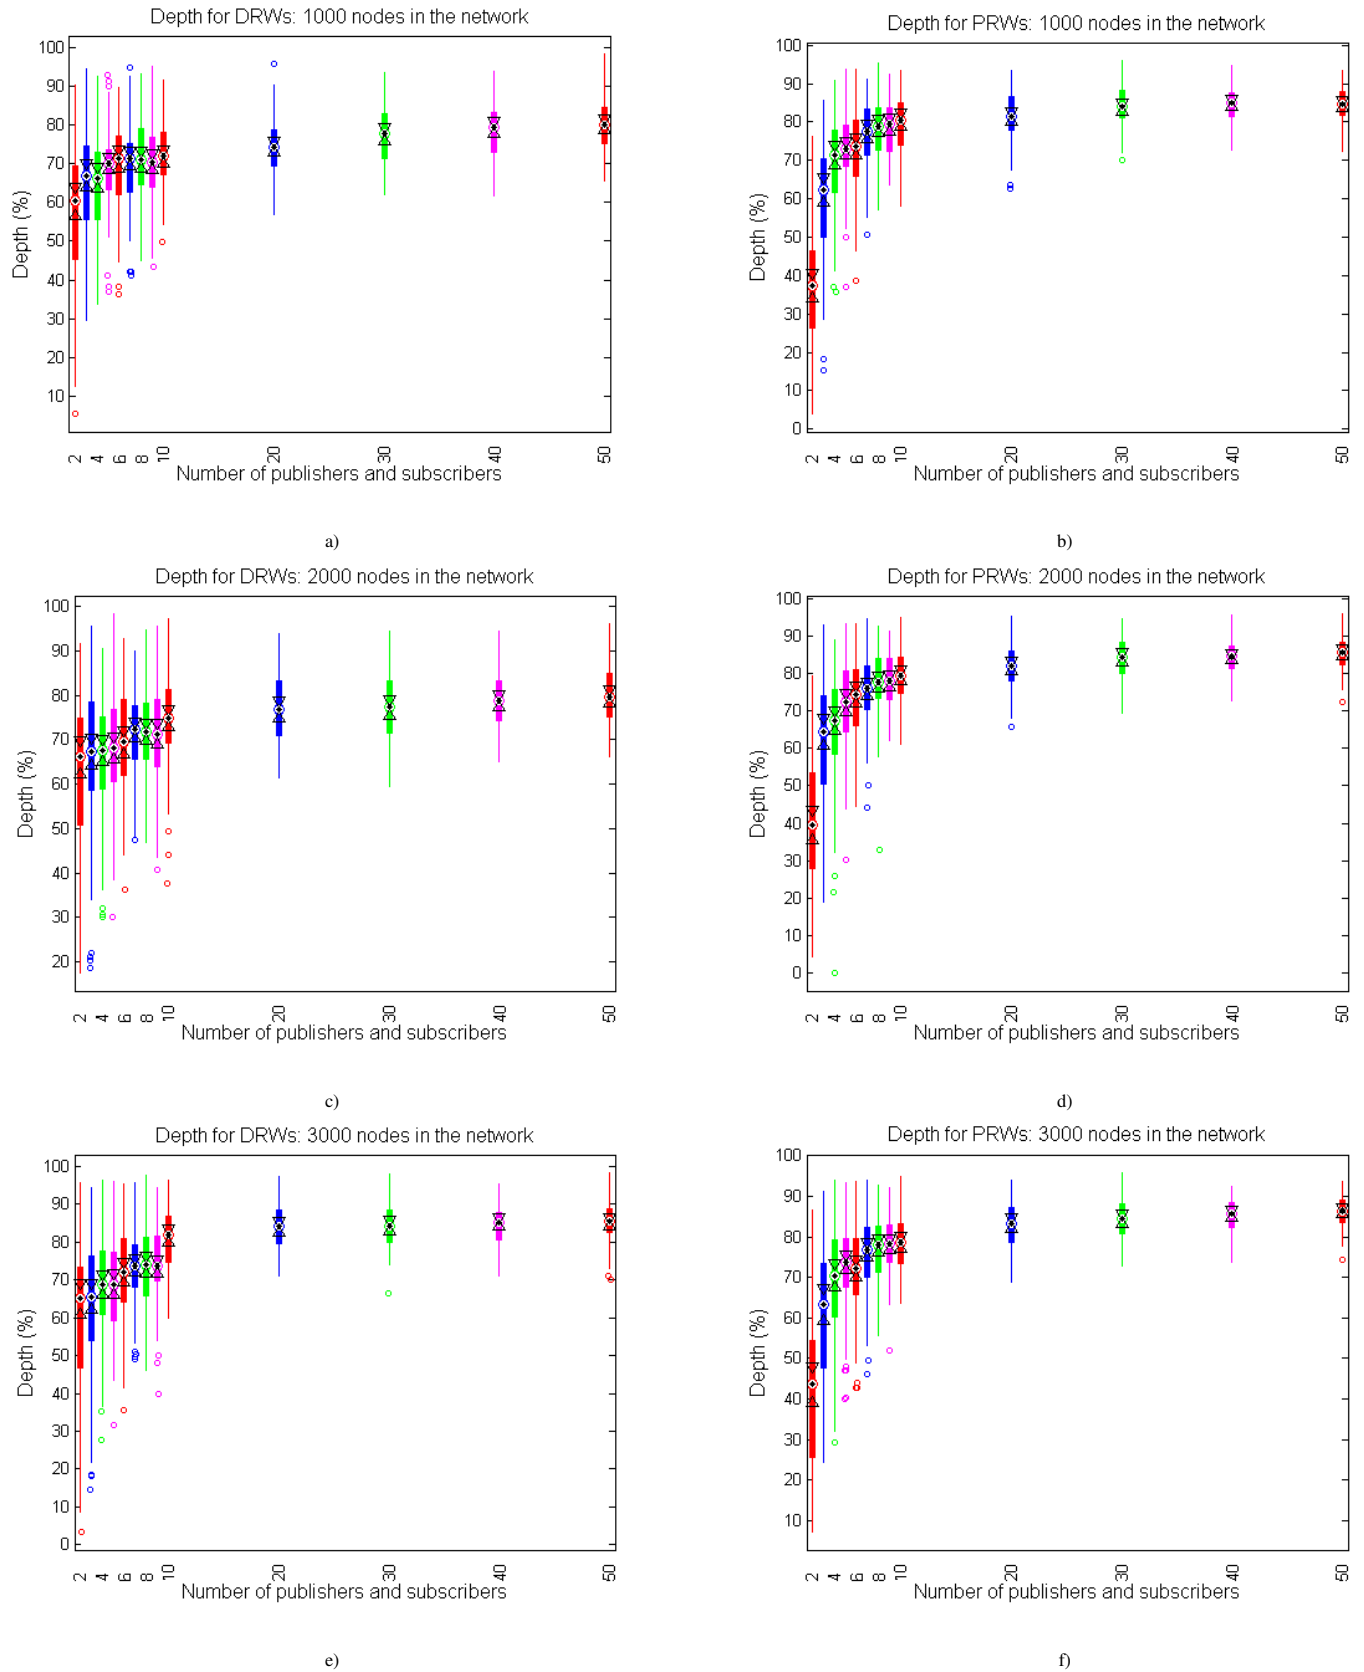 Depth for DRWs: 1000 nodes in the network
Depth (%)
100
90
80
70
60
50
40
30
20
10
2 4 6 8 10 20 30 40 50
Number of publishers and subscribers
a)
Depth for PRWs: 1000 nodes in the network
Depth (%)
100
90
80
70
60
50
40
30
20
10
0
2 4 6 8 10 20 30 40 50
Number of publishers and subscribers
b)
Depth for DRWs: 2000 nodes in the network
Depth (%)
100
90
80
70
60
50
40
30
20
2 4 6 8 10 20 30 40 50
Number of publishers and subscribers
c)
Depth for PRWs: 2000 nodes in the network
Depth (%)
100
90
80
70
60
50
40
30
20
10
0
2 4 6 8 10 20 30 40 50
Number of publishers and subscribers
d)
Depth for DRWs: 3000 nodes in the network
Depth (%)
100
90
80
70
60
50
40
30
20
10
0
2 4 6 8 10 20 30 40 50
Number of publishers and subscribers
e)
Depth for PRWs: 3000 nodes in the network
Depth (%)
100
90
80
70
60
50
40
30
20
10
2 4 6 8 10 20 30 40 50
Number of publishers and subscribers
f)